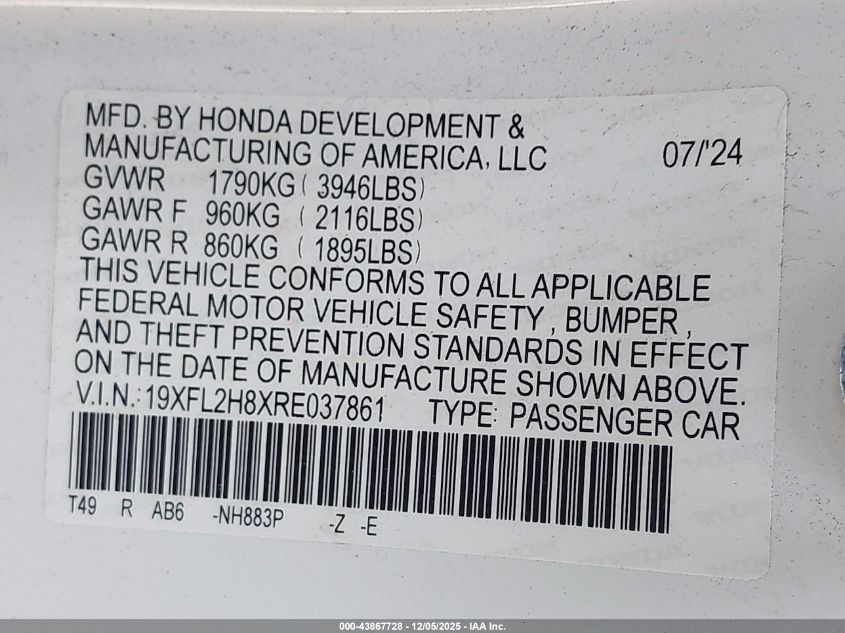 MFD. BY HONDA DEVELOPMENT &
MANUFACTURING OF AMERICA, LLC 07/'24
GVWR 1790KG ( 3946LBS)
GAWR F 960KG ( 2116LBS)
GAWR R 860KG ( 1895LBS)
THIS VEHICLE CONFORMS TO ALL APPLICABLE
FEDERAL MOTOR VEHICLE SAFETY , BUMPER ,
AND THEFT PREVENTION STANDARDS IN EFFECT
ON THE DATE OF MANUFACTURE SHOWN ABOVE.
V.I.N.: 19XFL2H8XRE037861 TYPE: PASSENGER CAR
T49 R AB6 -NH883P -Z -E
000-43867728 - 12/05/2025 - IAA Inc.